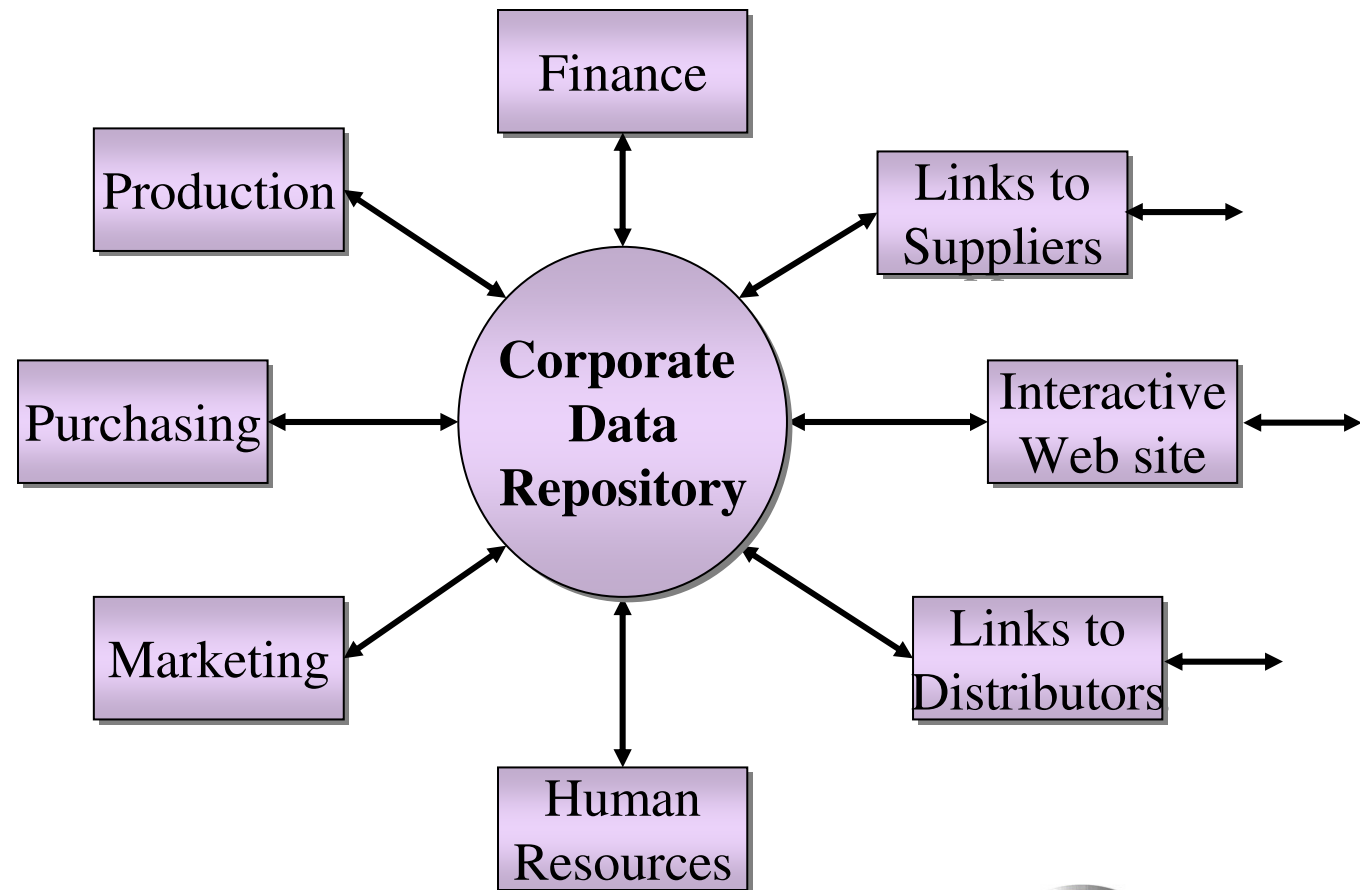 Finance
Production
Links to
Suppliers
Corporate
Data
Repository
Purchasing
Interactive
Web site
Marketing
Links to
Distributors
Human
Resources